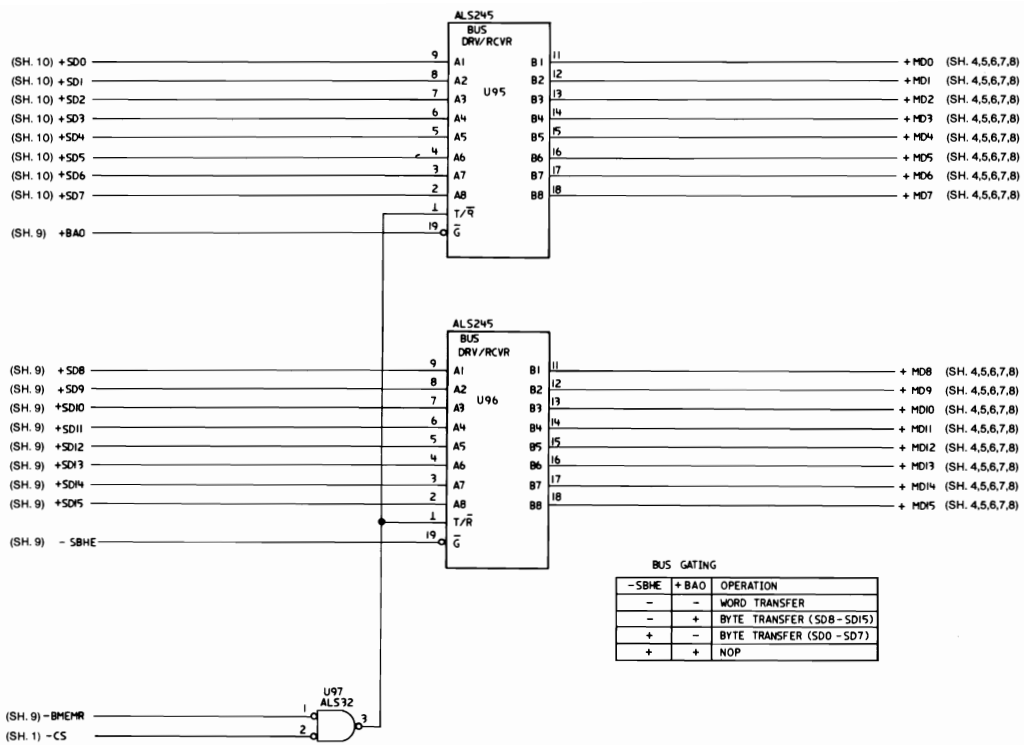 ALS245
BUS
DRV/RCVR
U95
(SH. 10) +SD0 9 A1 B1 11 + MD0 (SH. 4,5,6,7,8)
(SH. 10) +SD1 8 A2 B2 12 + MD1 (SH. 4,5,6,7,8)
(SH. 10) +SD2 7 A3 B3 13 + MD2 (SH. 4,5,6,7,8)
(SH. 10) +SD3 6 A4 B4 14 + MD3 (SH. 4,5,6,7,8)
(SH. 10) +SD4 5 A5 B5 15 + MD4 (SH. 4,5,6,7,8)
(SH. 10) +SD5 4 A6 B6 16 + MD5 (SH. 4,5,6,7,8)
(SH. 10) +SD6 3 A7 B7 17 + MD6 (SH. 4,5,6,7,8)
(SH. 10) +SD7 2 A8 B8 18 + MD7 (SH. 4,5,6,7,8)
1 T/R̅
(SH. 9) +BA0 19 G̅
ALS245
BUS
DRV/RCVR
U96
(SH. 9) +SD8 9 A1 B1 11 + MD8 (SH. 4,5,6,7,8)
(SH. 9) +SD9 8 A2 B2 12 + MD9 (SH. 4,5,6,7,8)
(SH. 9) +SD10 7 A3 B3 13 + MD10 (SH. 4,5,6,7,8)
(SH. 9) +SD11 6 A4 B4 14 + MD11 (SH. 4,5,6,7,8)
(SH. 9) +SD12 5 A5 B5 15 + MD12 (SH. 4,5,6,7,8)
(SH. 9) +SD13 4 A6 B6 16 + MD13 (SH. 4,5,6,7,8)
(SH. 9) +SD14 3 A7 B7 17 + MD14 (SH. 4,5,6,7,8)
(SH. 9) +SD15 2 A8 B8 18 + MD15 (SH. 4,5,6,7,8)
1 T/R̅
(SH. 9) - SBHE 19 G̅
BUS GATING
-SBHE +BA0 OPERATION
- - WORD TRANSFER
- + BYTE TRANSFER (SD8-SD15)
+ - BYTE TRANSFER (SD0 -SD7)
+ + NOP
U97
ALS32
(SH. 9) -BMEMR 1 3
(SH. 1) -CS 2